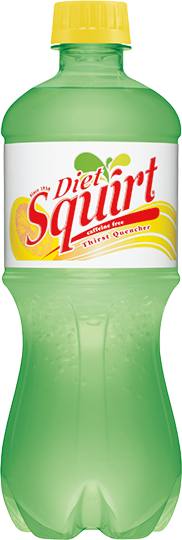 Since 1938
Diet
Squirt
caffeine free
Thirst Quencher